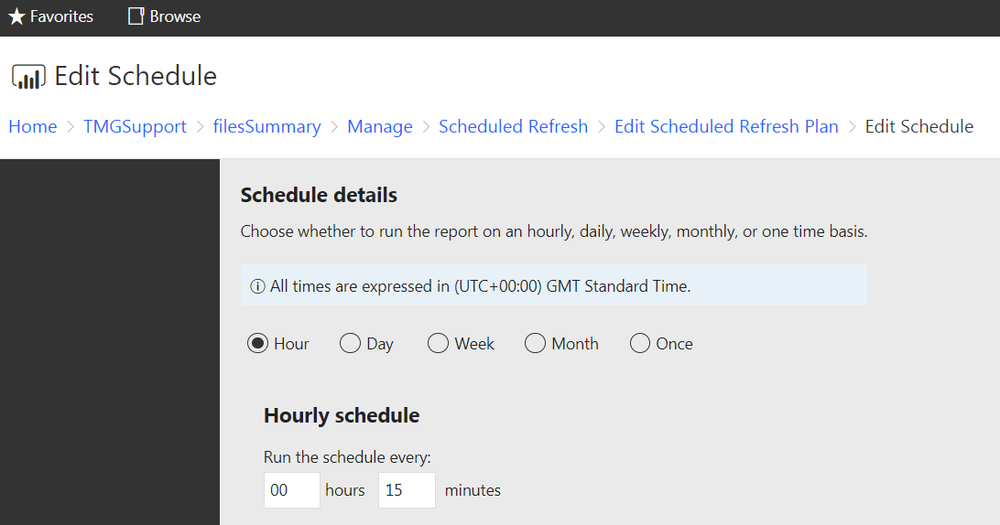 Favorites Browse
Edit Schedule
Home > TMGSupport > filesSummary > Manage > Scheduled Refresh > Edit Scheduled Refresh Plan > Edit Schedule
Schedule details
Choose whether to run the report on an hourly, daily, weekly, monthly, or one time basis.
All times are expressed in (UTC+00:00) GMT Standard Time.
Hour Day Week Month Once
Hourly schedule
Run the schedule every:
00 hours 15 minutes